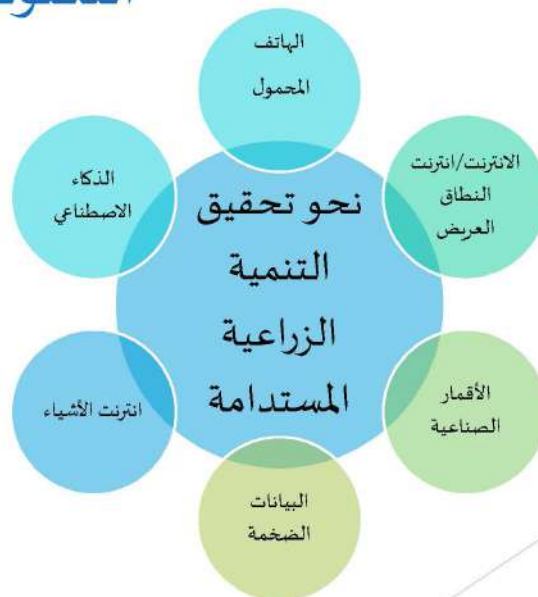 الهاتف
المحمول
الانترنت/انترنت
النطاق
العريض
الذكاء
الاصطناعي
نحو تحقيق
التنمية
الزراعية
المستدامة
الأقمار
الصناعية
انترنت الأشياء
البيانات
الضخمة